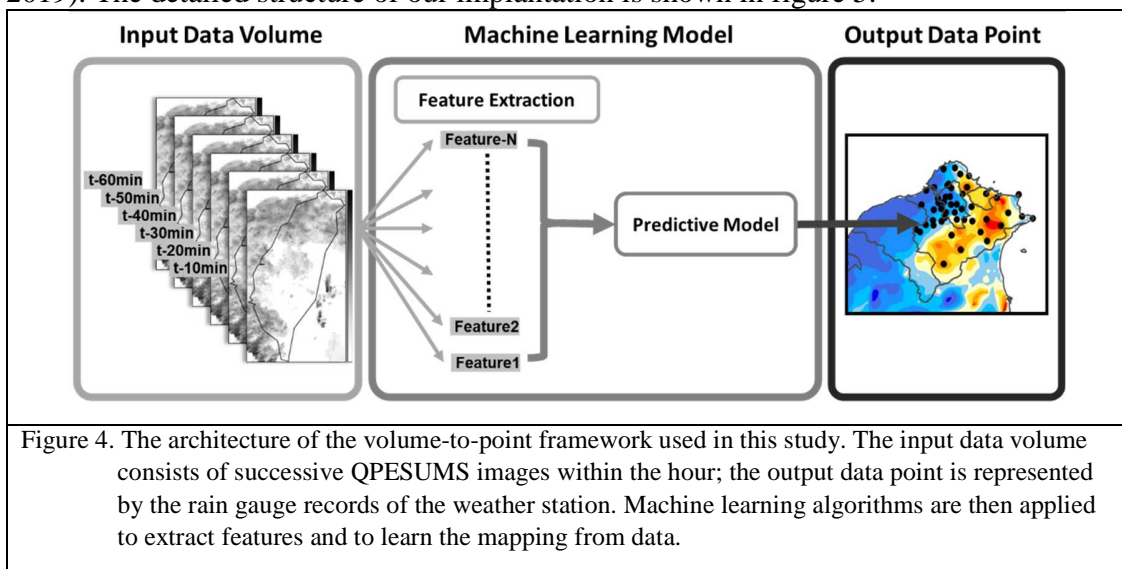 2019). The detailed structure of our implantation is shown in figure 3.
Input Data Volume
Machine Learning Model
Output Data Point
t-60min
t-50min
t-40min
t-30min
t-20min
t-10min
Feature Extraction
Feature-N
Feature2
Feature1
Predictive Model
Figure 4. The architecture of the volume-to-point framework used in this study. The input data volume
consists of successive QPESUMS images within the hour; the output data point is represented
by the rain gauge records of the weather station. Machine learning algorithms are then applied
to extract features and to learn the mapping from data.